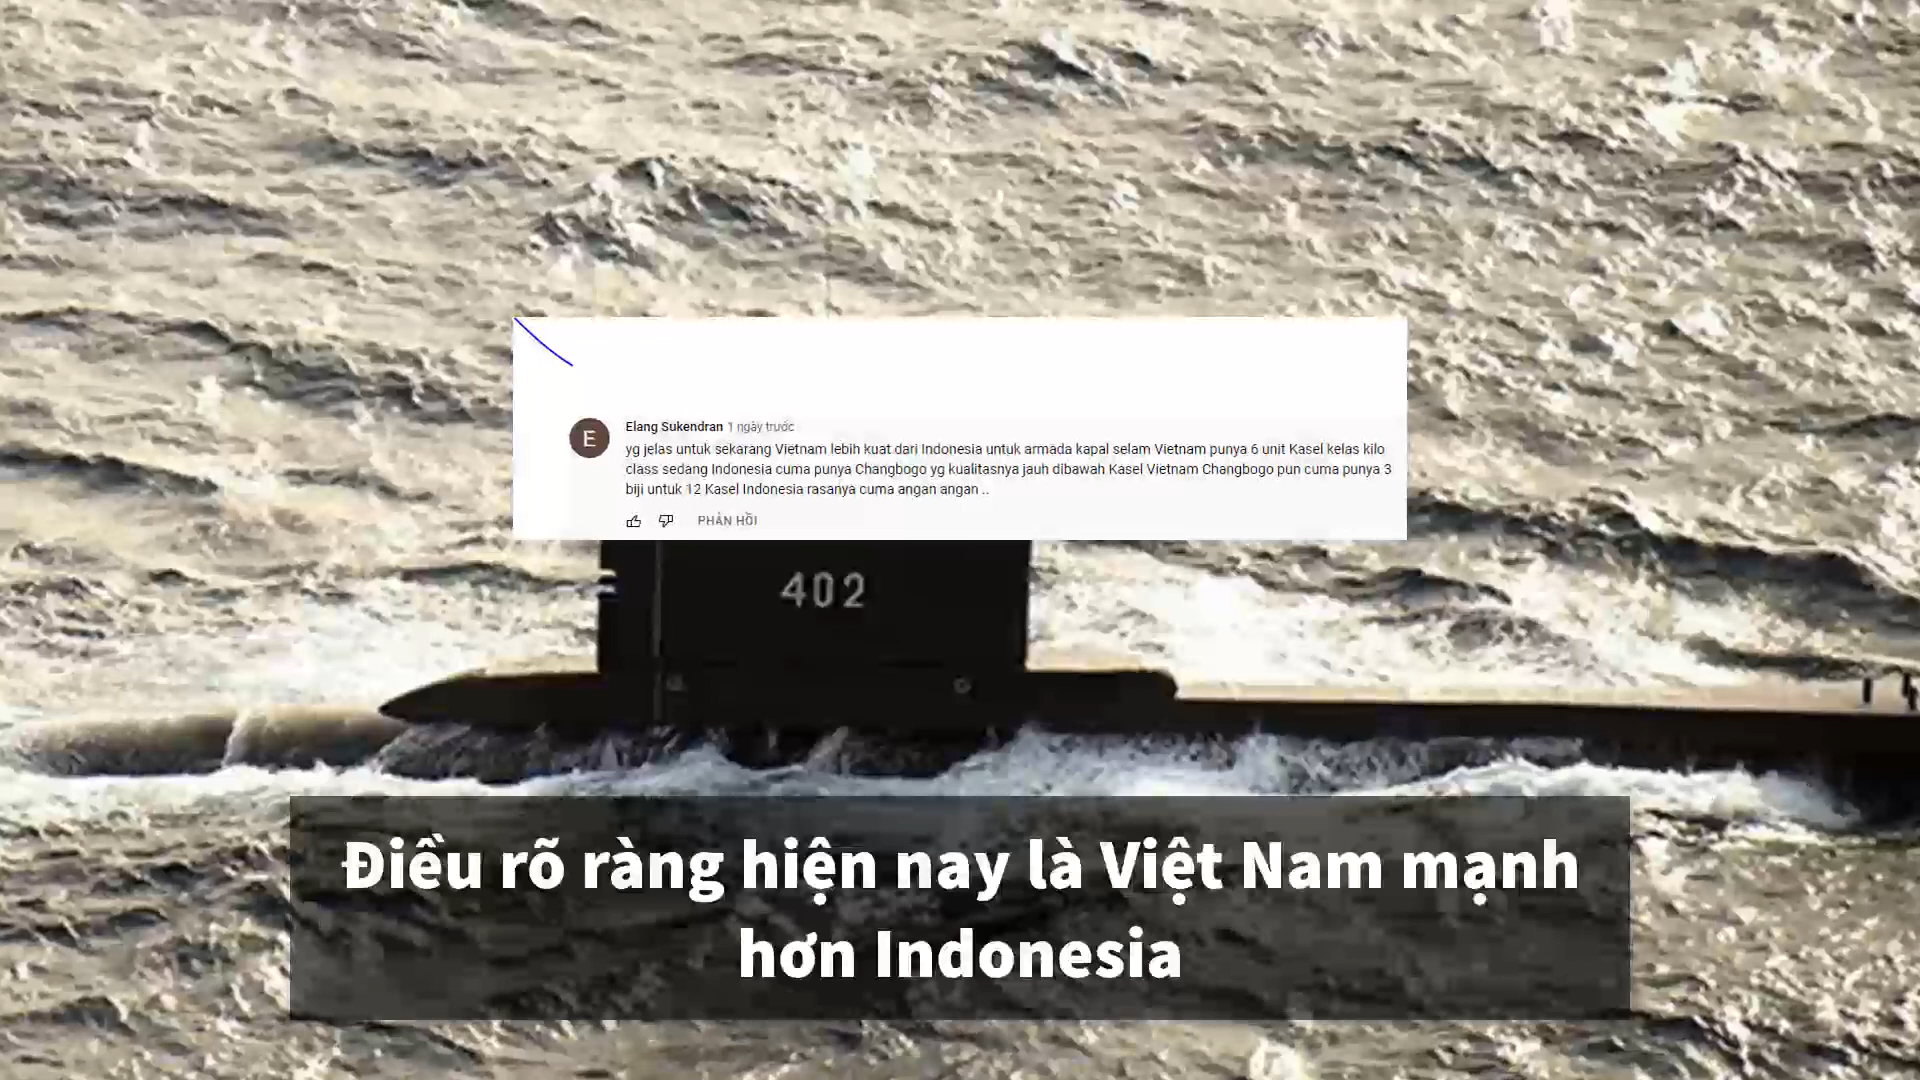 E
Elang Sukendran 1 ngày trước
yg jelas untuk sekarang Vietnam lebih kuat dari Indonesia untuk armada kapal selam Vietnam punya 6 unit Kasel kelas kilo
class sedang Indonesia cuma punya Changbogo yg kualitasnya jauh dibawah Kasel Vietnam Changbogo pun cuma punya 3
biji untuk 12 Kasel Indonesia rasanya cuma angan angan ..
PHẢN HỒI
402
Điều rõ ràng hiện nay là Việt Nam mạnh
hơn Indonesia